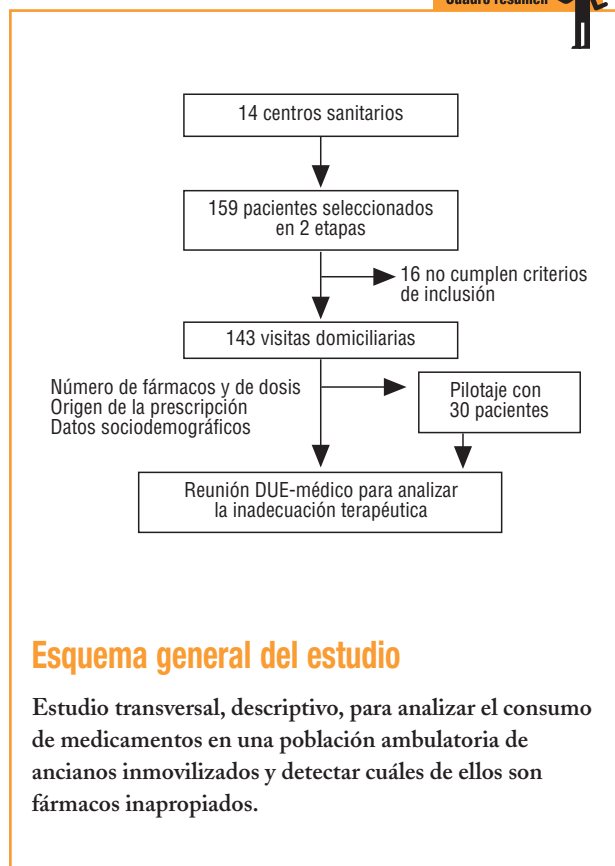 Cuadro resumen
14 centros sanitarios
159 pacientes seleccionados
en 2 etapas
16 no cumplen criterios
de inclusión
143 visitas domiciliarias
Número de fármacos y de dosis
Origen de la prescripción
Datos sociodemográficos
Pilotaje con
30 pacientes
Reunión DUE-médico para analizar
la inadecuación terapéutica
Esquema general del estudio
Estudio transversal, descriptivo, para analizar el consumo
de medicamentos en una población ambulatoria de
ancianos inmovilizados y detectar cuáles de ellos son
fármacos inapropiados.